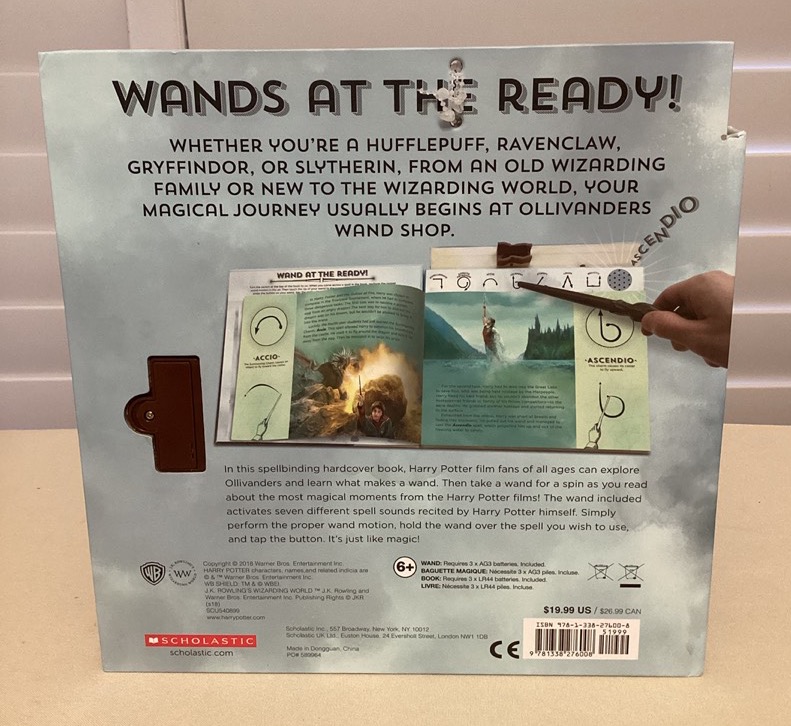 WANDS AT THE READY!
WHETHER YOU'RE A HUFFLEPUFF, RAVENCLAW,
GRYFFINDOR, OR SLYTHERIN, FROM AN OLD WIZARDING
FAMILY OR NEW TO THE WIZARDING WORLD, YOUR
MAGICAL JOURNEY USUALLY BEGINS AT OLLIVANDERS
WAND SHOP.
ASCENDIO
WAND AT THE READY!
·ACCIO·
·ASCENDIO·
In this spellbinding hardcover book, Harry Potter film fans of all ages can explore
Ollivanders and learn what makes a wand. Then take a wand for a spin as you read
about the most magical moments from the Harry Potter films! The wand included
activates seven different spell sounds recited by Harry Potter himself. Simply
perform the proper wand motion, hold the wand over the spell you wish to use,
and tap the button. It's just like magic!
WB
WW
Copyright © 2018 Warner Bros. Entertainment Inc.
HARRY POTTER characters, names and related indicia are
© & ™ Warner Bros. Entertainment Inc.
WB SHIELD: TM & © WBEI.
J.K. ROWLING'S WIZARDING WORLD ™ J.K. Rowling and
Warner Bros. Entertainment Inc. Publishing Rights © JKR
(s18)
SCUS40899
www.harrypotter.com
6+
WAND: Requires 3 x AG3 batteries. Included.
BAGUETTE MAGIQUE: Nécessite 3 x AG3 piles. Incluse.
BOOK: Requires 3 x LR44 batteries. Included.
LIVRE: Nécessite 3 x LR44 piles. Incluse.
$19.99 US / $26.99 CAN
SCHOLASTIC
scholastic.com
Scholastic Inc., 557 Broadway, New York, NY 10012
Scholastic UK Ltd., Euston House, 24 Eversholt Street, London NW1 1DB
Made in Dongguan, China
PO# 589964
CE
ISBN 978-1-338-27600-8
51999
9 781338 276008